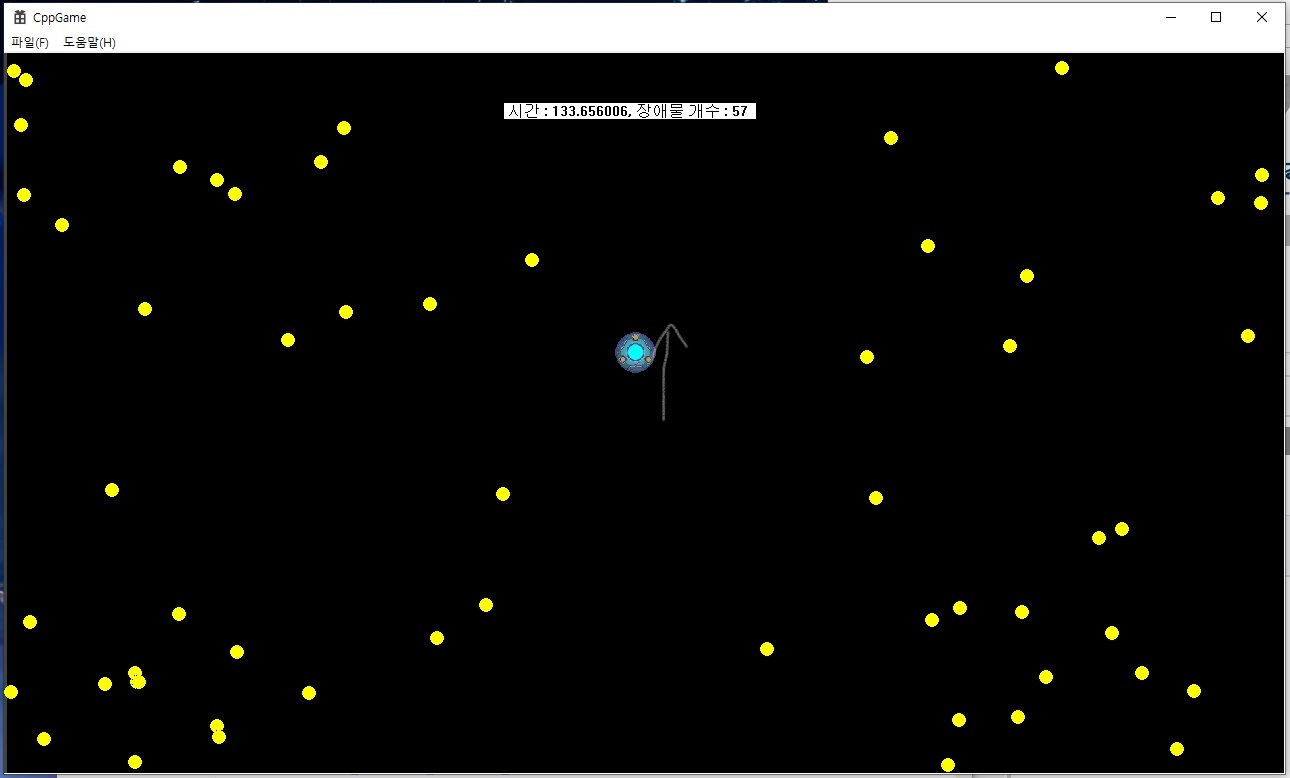 CppGame
파일(F) 도움말(H)
시간 : 133.656006, 장애물 개수 : 57